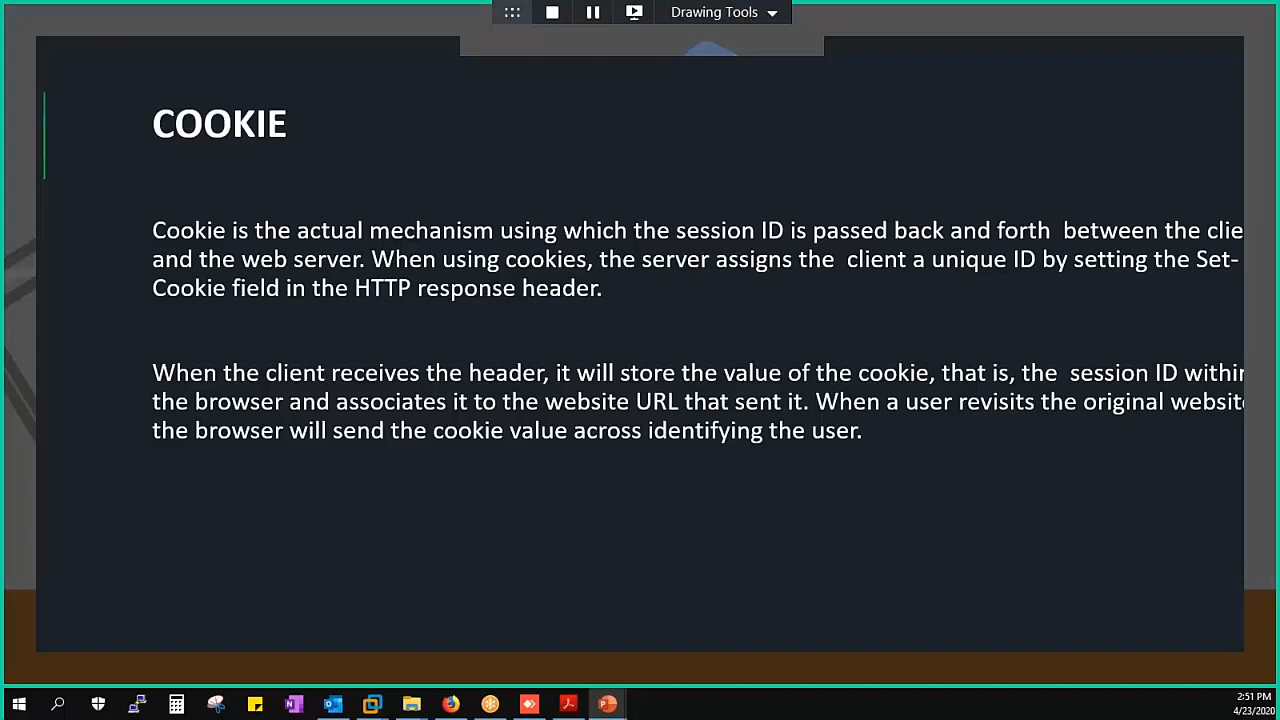 Drawing Tools
COOKIE
Cookie is the actual mechanism using which the session ID is passed back and forth between the clie
and the web server. When using cookies, the server assigns the client a unique ID by setting the Set-
Cookie field in the HTTP response header.
When the client receives the header, it will store the value of the cookie, that is, the session ID within
the browser and associates it to the website URL that sent it. When a user revisits the original website
the browser will send the cookie value across identifying the user.
2:51 PM
4/23/2020